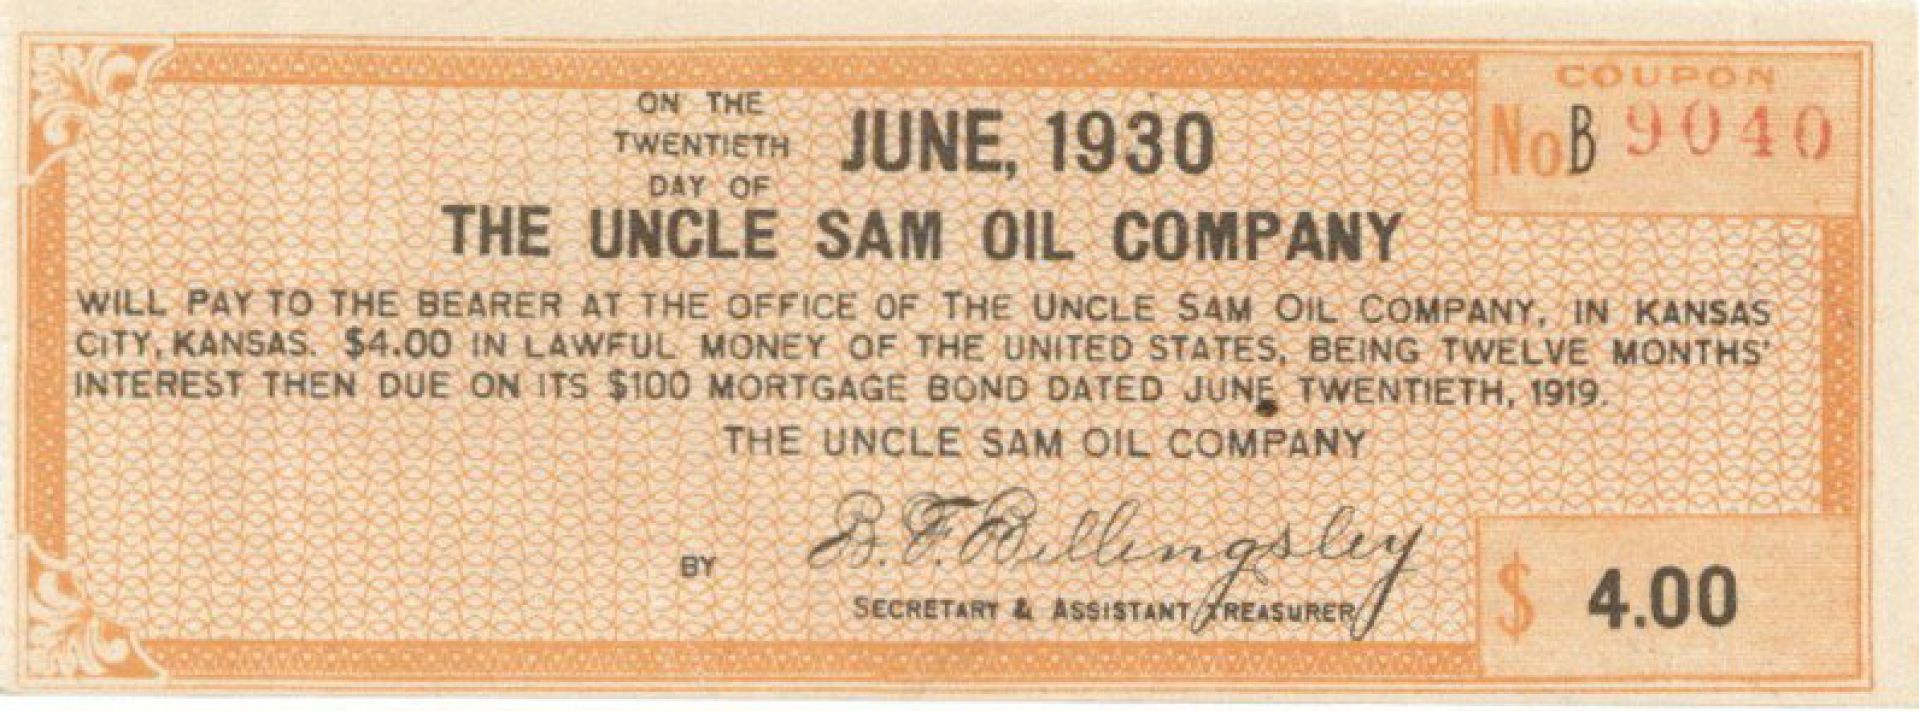 COUPON
No B 9040
ON THE
TWENTIETH
DAY OF
JUNE, 1930
THE UNCLE SAM OIL COMPANY
WILL PAY TO THE BEARER AT THE OFFICE OF THE UNCLE SAM OIL COMPANY, IN KANSAS
CITY, KANSAS. $4.00 IN LAWFUL MONEY OF THE UNITED STATES, BEING TWELVE MONTHS'
INTEREST THEN DUE ON ITS $100 MORTGAGE BOND DATED JUNE TWENTIETH, 1919.
THE UNCLE SAM OIL COMPANY
BY B. F. Billingsley
SECRETARY & ASSISTANT TREASURER
$ 4.00